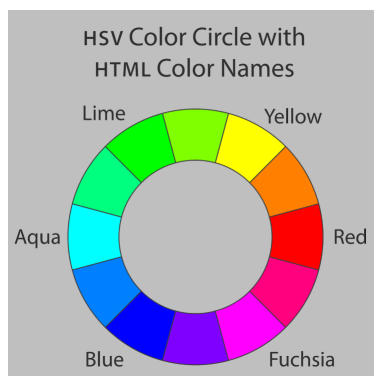 HSV Color Circle with
HTML Color Names
Lime
Yellow
Aqua
Red
Blue
Fuchsia